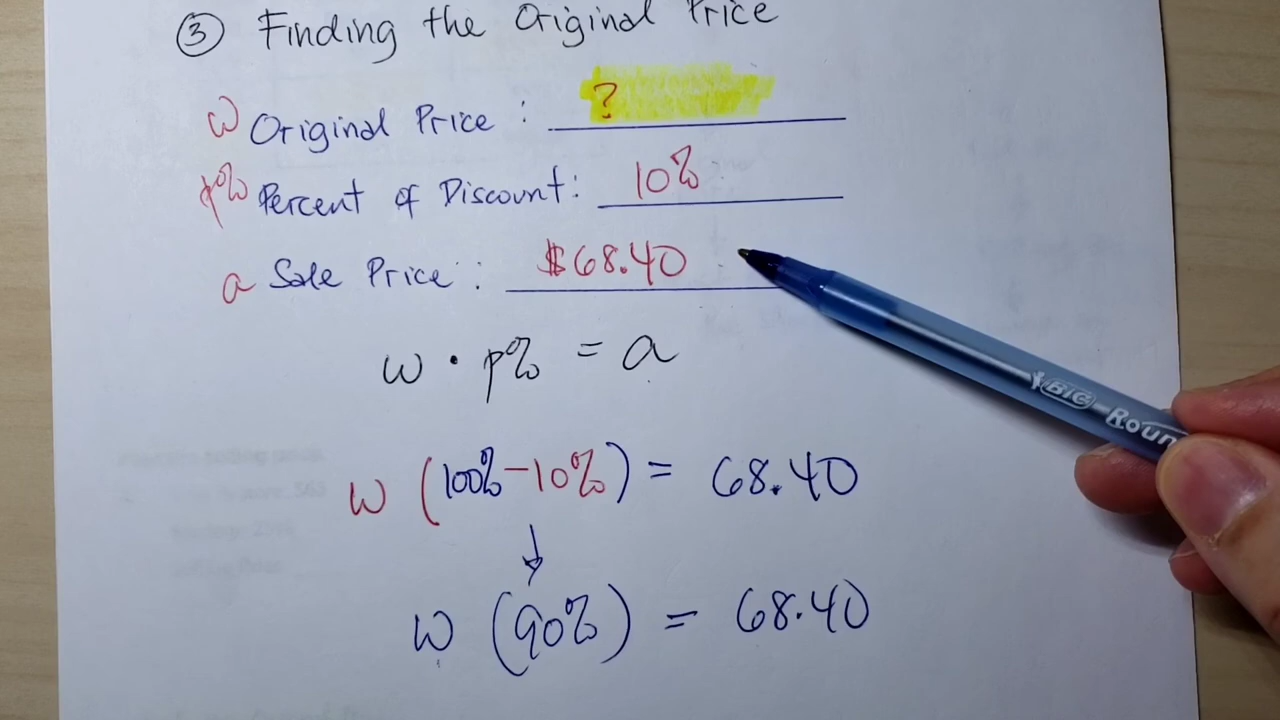 ③ Finding the Original Price
w Original Price : ?
p% Percent of Discount: 10%
a Sale Price : $68.40
w · p% = a
w (100% - 10%) = 68.40
w (90%) = 68.40
BIC Roun